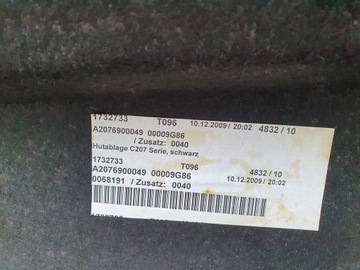 1732733 T096 10.12.2009 / 20:02 4832 / 10
A2076900049 00009G86
/ Zusatz: 0040
Hutablage C207 Serie, schwarz
1732733 T096 4832 / 10
A2076900049 00009G86 10.12.2009 / 20:02
0068191 / Zusatz: 0040